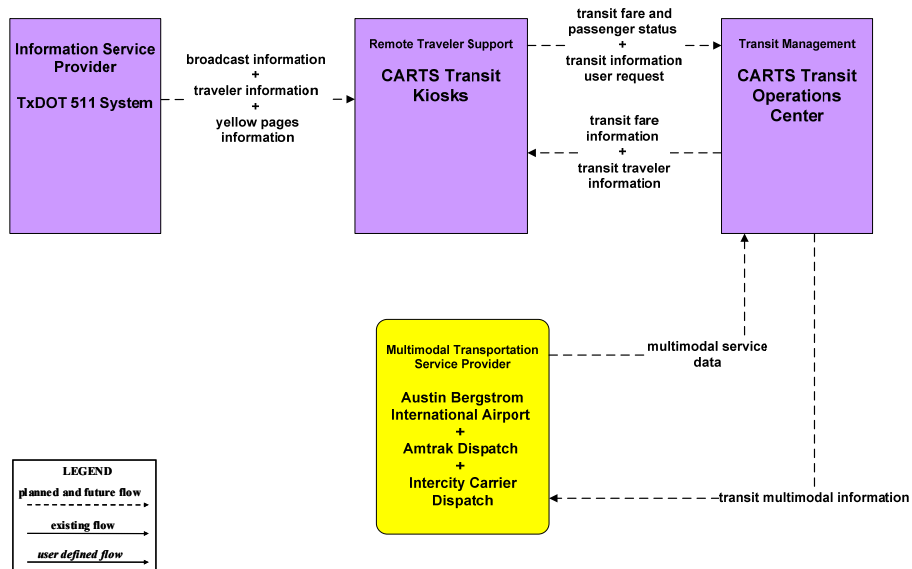 Information Service
Provider
TxDOT 511 System
broadcast information
+
traveler information
+
yellow pages
information
Remote Traveler Support
CARTS Transit
Kiosks
transit fare and
passenger status
+
transit information
user request
transit fare
information
+
transit traveler
information
Transit Management
CARTS Transit
Operations
Center
Multimodal Transportation
Service Provider
Austin Bergstrom
International Airport
+
Amtrak Dispatch
+
Intercity Carrier
Dispatch
multimodal service
data
transit multimodal information
LEGEND
planned and future flow
existing flow
user defined flow